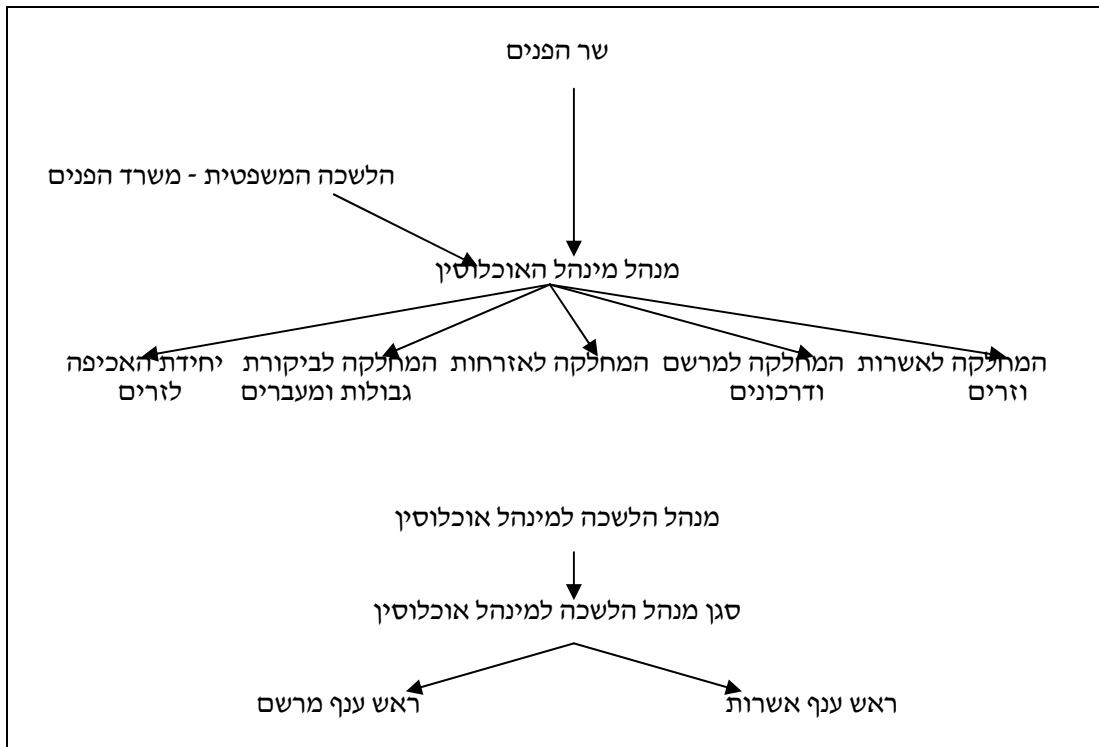 שר הפנים
הלשכה המשפטית - משרד הפנים
מנהל מינהל האוכלוסין
המחלקה לאשרות
וזרים
המחלקה למרשם
ודרכונים
המחלקה לאזרחות
המחלקה לביקורת
גבולות ומעברים
יחידת האכיפה
לזרים
מנהל הלשכה למינהל אוכלוסין
סגן מנהל הלשכה למינהל אוכלוסין
ראש ענף אשרות
ראש ענף מרשם